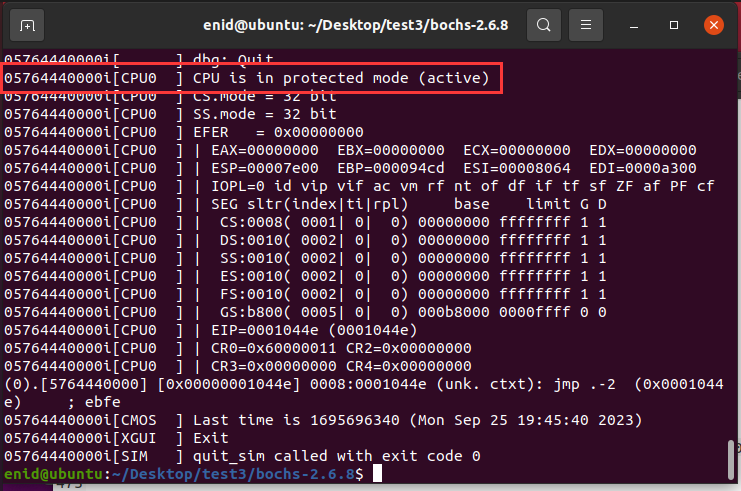 enid@ubuntu: ~/Desktop/test3/bochs-2.6.8
05764440000i[      ] dbg: Quit
05764440000i[CPU0  ] CPU is in protected mode (active)
05764440000i[CPU0  ] CS.mode = 32 bit
05764440000i[CPU0  ] SS.mode = 32 bit
05764440000i[CPU0  ] EFER   = 0x00000000
05764440000i[CPU0  ] | EAX=00000000  EBX=00000000  ECX=00000000  EDX=00000000
05764440000i[CPU0  ] | ESP=00007e00  EBP=000094cd  ESI=00008064  EDI=0000a300
05764440000i[CPU0  ] | IOPL=0 id vip vif ac vm rf nt of df if tf sf ZF af PF cf
05764440000i[CPU0  ] | SEG sltr(index|ti|rpl)     base    limit G D
05764440000i[CPU0  ] |  CS:0008( 0001| 0|  0) 00000000 ffffffff 1 1
05764440000i[CPU0  ] |  DS:0010( 0002| 0|  0) 00000000 ffffffff 1 1
05764440000i[CPU0  ] |  SS:0010( 0002| 0|  0) 00000000 ffffffff 1 1
05764440000i[CPU0  ] |  ES:0010( 0002| 0|  0) 00000000 ffffffff 1 1
05764440000i[CPU0  ] |  FS:0010( 0002| 0|  0) 00000000 ffffffff 1 1
05764440000i[CPU0  ] |  GS:b800( 0005| 0|  0) 000b8000 0000ffff 0 0
05764440000i[CPU0  ] | EIP=0001044e (0001044e)
05764440000i[CPU0  ] | CR0=0x60000011 CR2=0x00000000
05764440000i[CPU0  ] | CR3=0x00000000 CR4=0x00000000
(0).[5764440000] [0x00000001044e] 0008:0001044e (unk. ctxt): jmp .-2  (0x0001044
e)      ; ebfe
05764440000i[CMOS  ] Last time is 1695696340 (Mon Sep 25 19:45:40 2023)
05764440000i[XGUI  ] Exit
05764440000i[SIM   ] quit_sim called with exit code 0
enid@ubuntu:~/Desktop/test3/bochs-2.6.8$